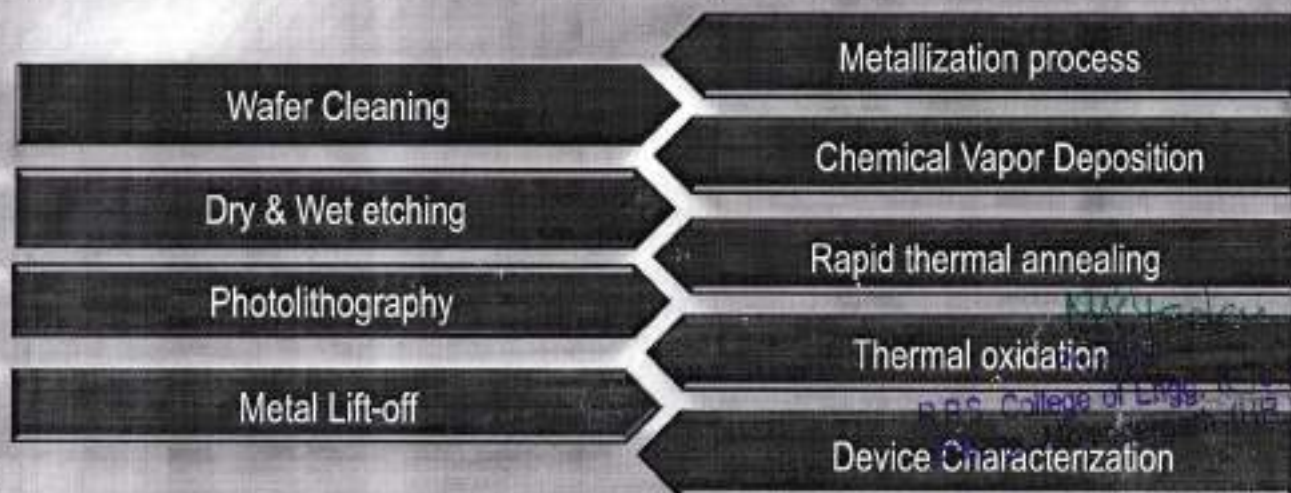 Wafer Cleaning
Dry & Wet etching
Photolithography
Metal Lift-off
Metallization process
Chemical Vapor Deposition
Rapid thermal annealing
Thermal oxidation
College of Engg.
Device Characterization